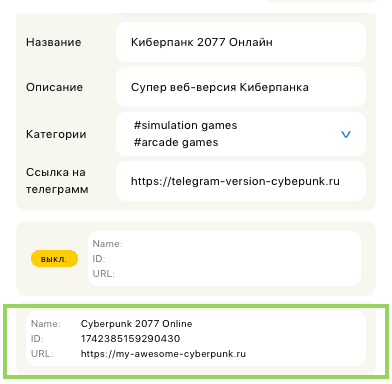 Название
Киберпанк 2077 Онлайн
Описание
Супер веб-версия Киберпанка
Категории
#simulation games
#arcade games
Ссылка на
телеграмм
https://telegram-version-cybepunk.ru
выкл.
Name:
ID:
URL:
Name: Cyberpunk 2077 Online
ID: 1742385159290430
URL: https://my-awesome-cyberpunk.ru